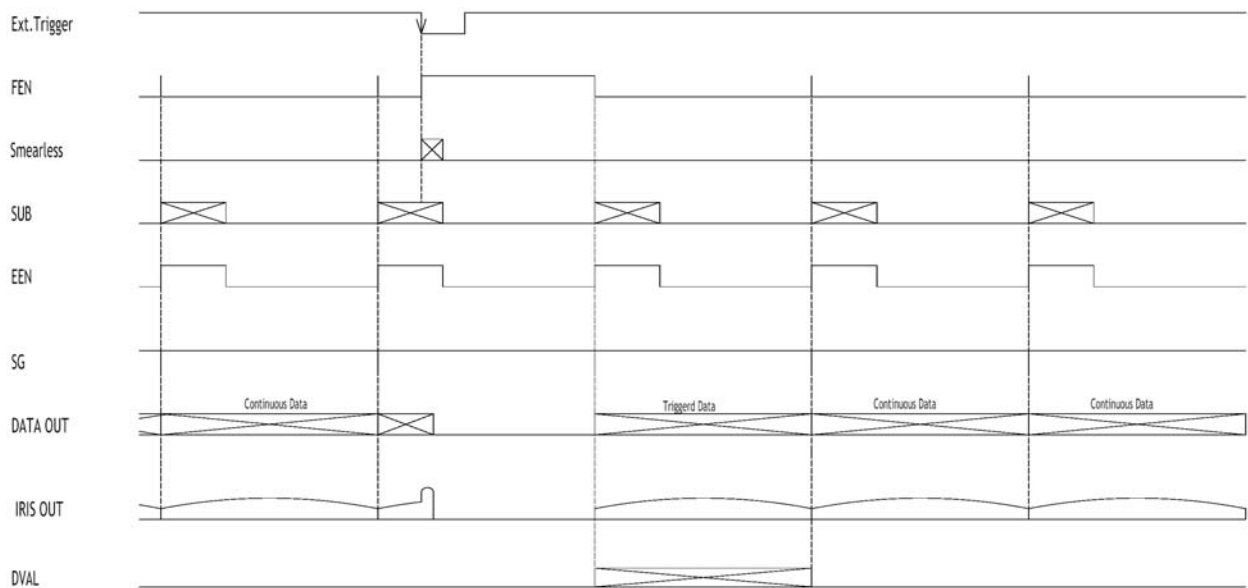 Ext.Trigger
FEN
Smearless
SUB
EEN
SG
Continuous Data
Triggerd Data
Continuous Data
Continuous Data
DATA OUT
IRIS OUT
DVAL